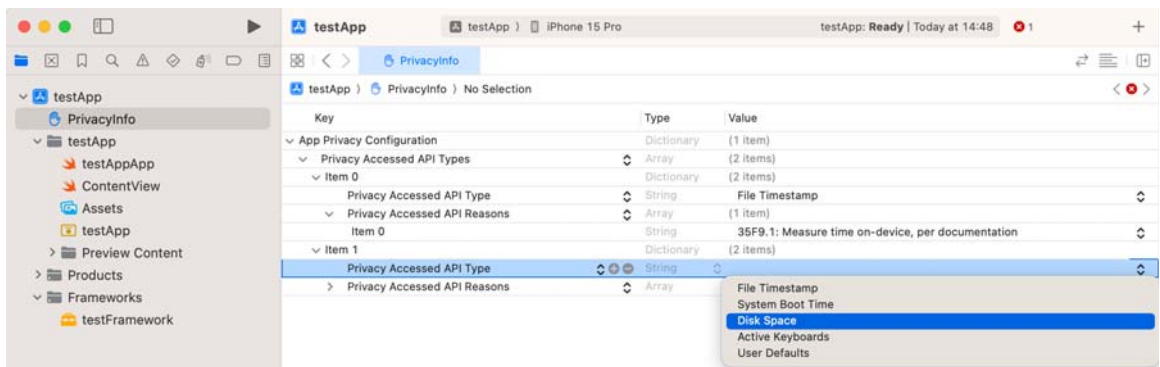 testApp
testApp 〉 iPhone 15 Pro
testApp: Ready | Today at 14:48
1
PrivacyInfo
testApp 〉 PrivacyInfo 〉 No Selection
testApp
PrivacyInfo
testApp
testAppApp
ContentView
Assets
testApp
Preview Content
Products
Frameworks
testFramework
Key Type Value
App Privacy Configuration Dictionary (1 item)
Privacy Accessed API Types Array (2 items)
Item 0 Dictionary (2 items)
Privacy Accessed API Type String File Timestamp
Privacy Accessed API Reasons Array (1 item)
Item 0 String 35F9.1: Measure time on-device, per documentation
Item 1 Dictionary (2 items)
Privacy Accessed API Type String
Privacy Accessed API Reasons Array
File Timestamp
System Boot Time
Disk Space
Active Keyboards
User Defaults